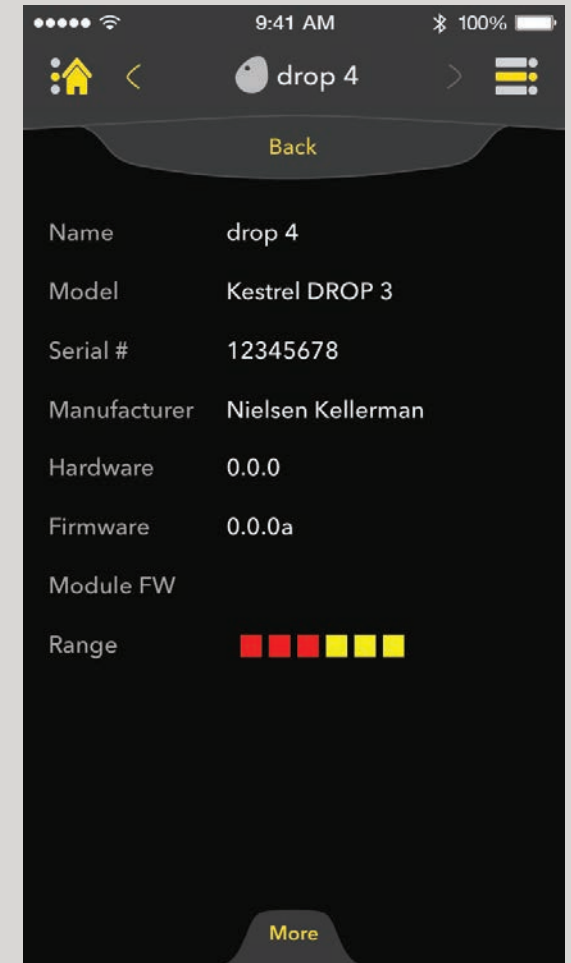 9:41 AM 100%
drop 4
Back
Name drop 4
Model Kestrel DROP 3
Serial # 12345678
Manufacturer Nielsen Kellerman
Hardware 0.0.0
Firmware 0.0.0a
Module FW
Range
More